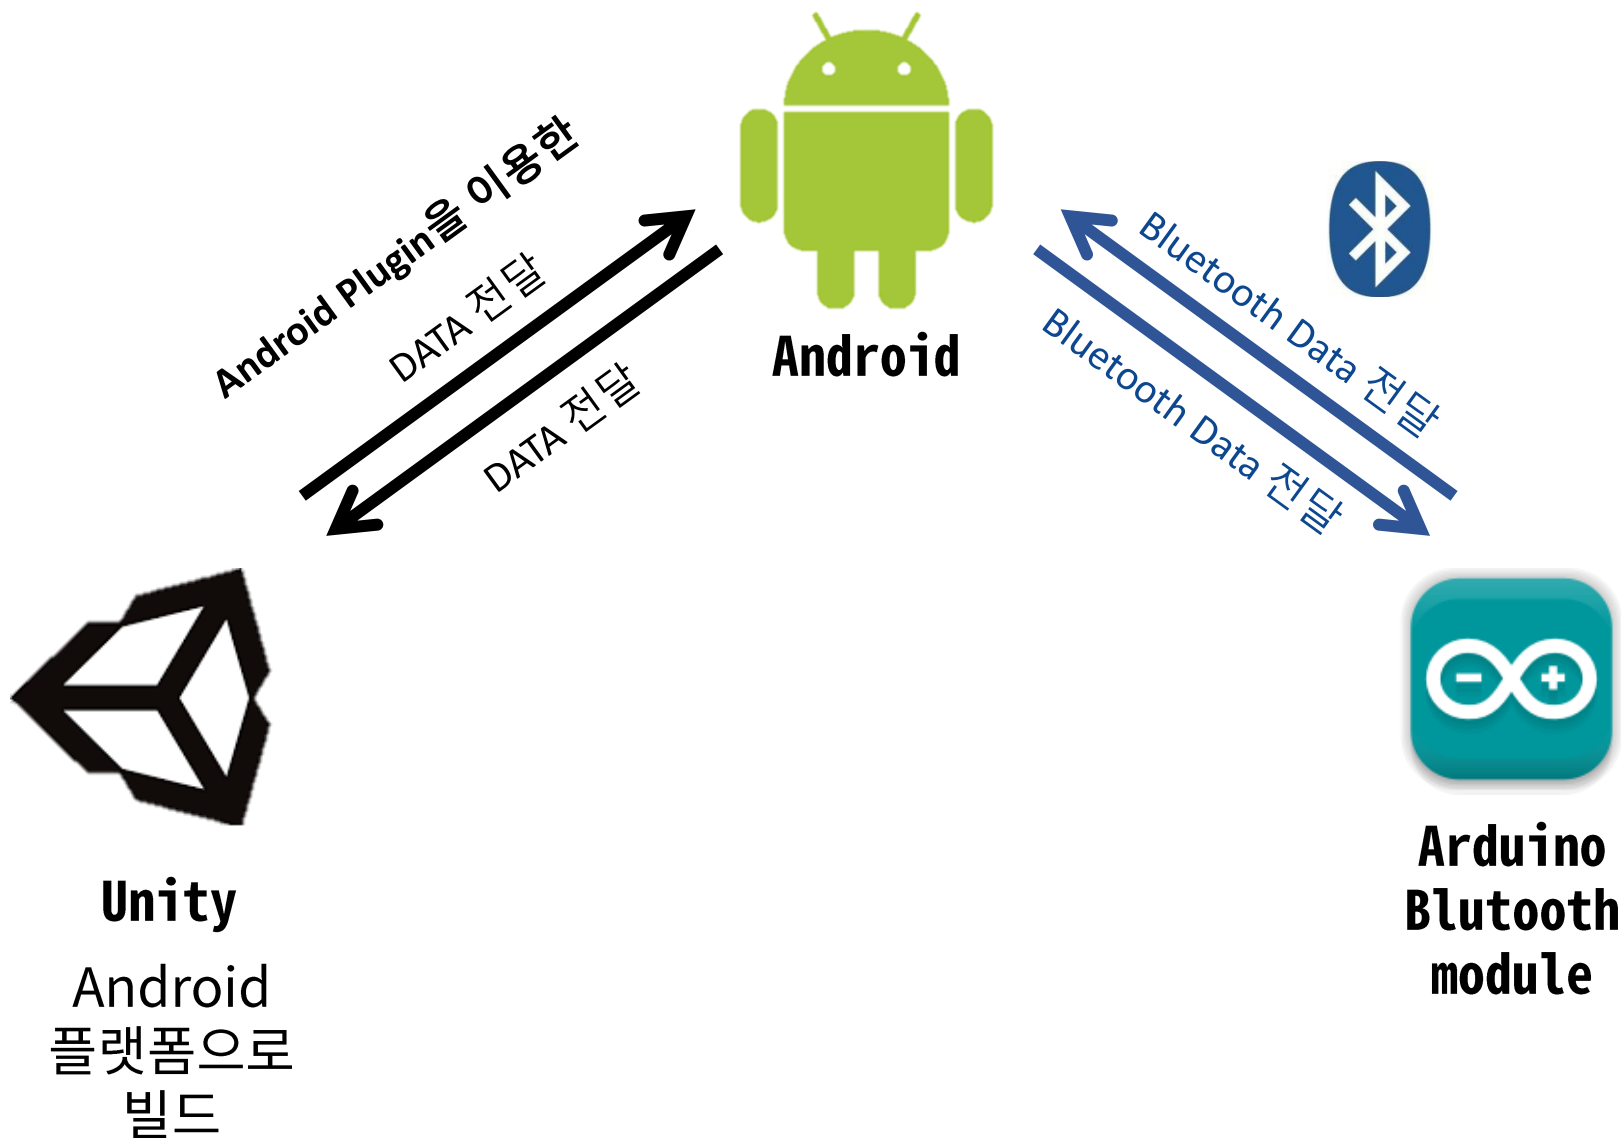 Android Plugin을 이용한
DATA 전달
DATA 전달
Android
Bluetooth Data 전달
Bluetooth Data 전달
Unity
Android
플랫폼으로
빌드
Arduino
Blutooth
module